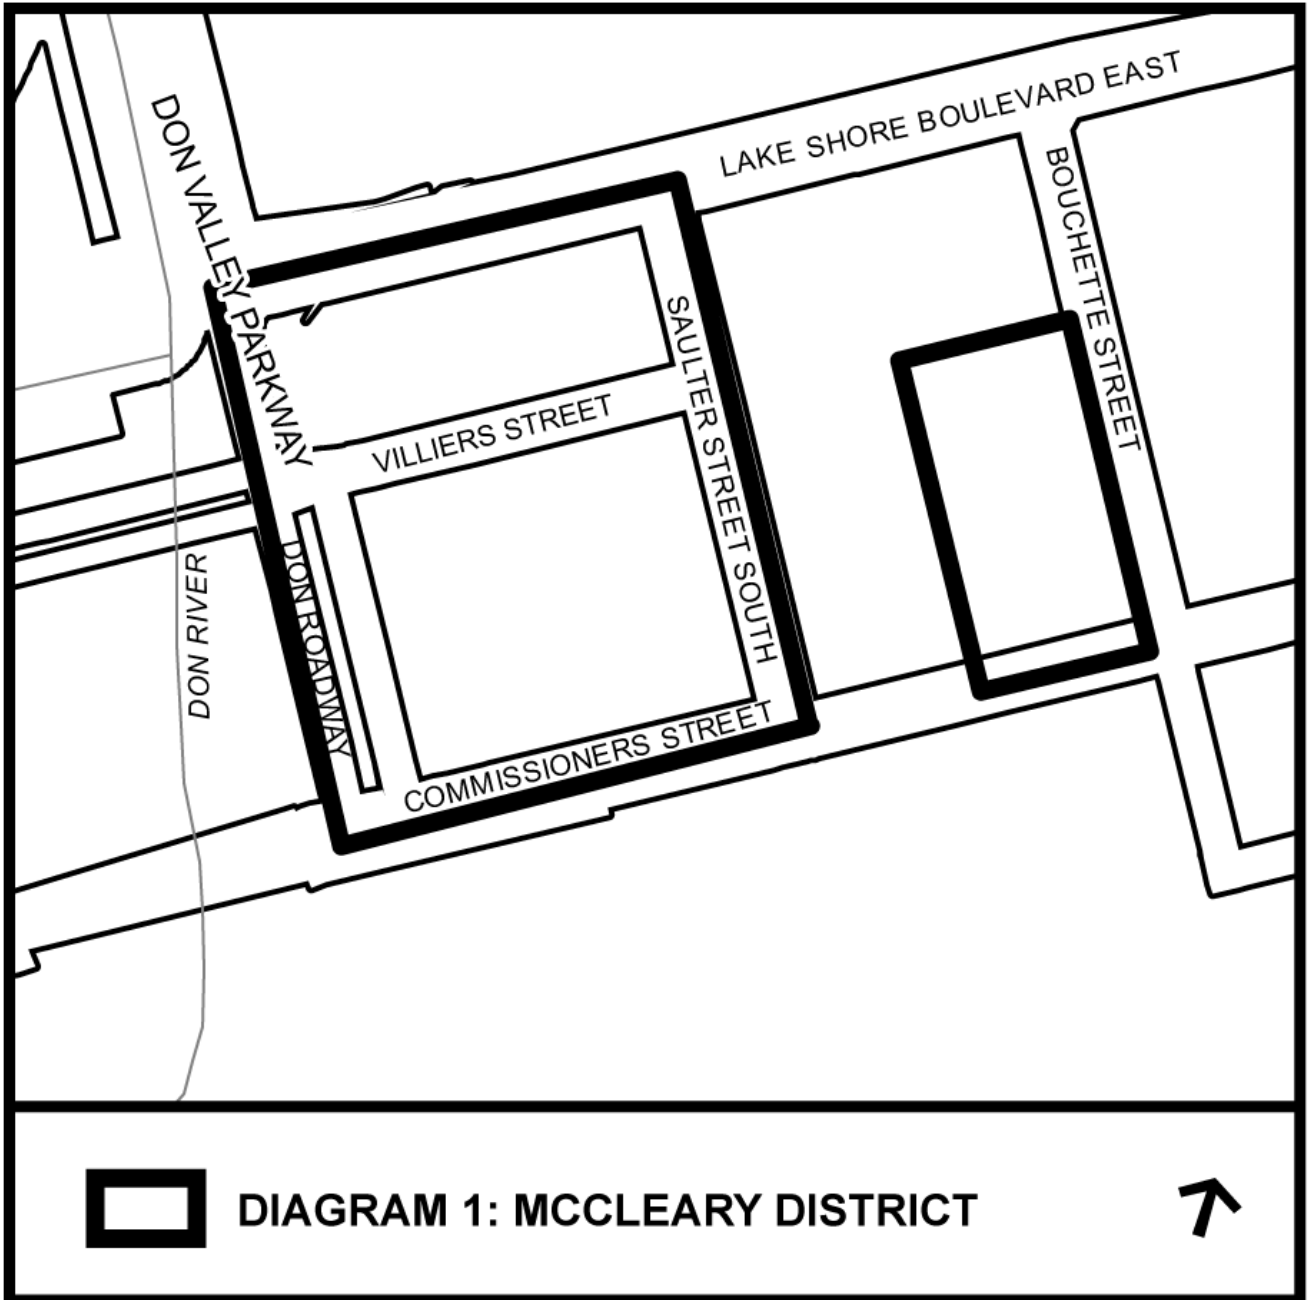 DON VALLEY PARKWAY
LAKE SHORE BOULEVARD EAST
BOUCHETTE STREET
SAULTER STREET SOUTH
VILLIERS STREET
DON RIVER
DON ROADWAY
COMMISSIONERS STREET
DIAGRAM 1: MCCLEARY DISTRICT